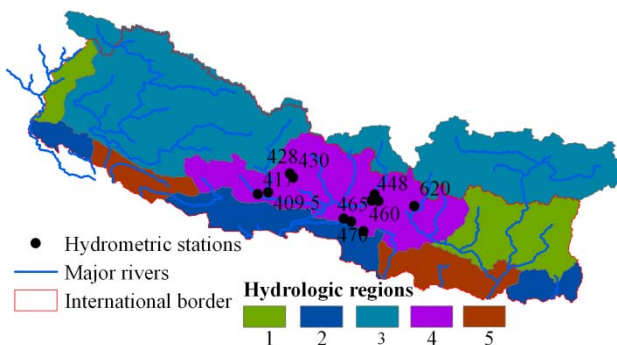 428 430
417
448
620
409.5
465
460
470
Hydrometric stations
Major rivers
International border
Hydrologic regions
1 2 3 4 5